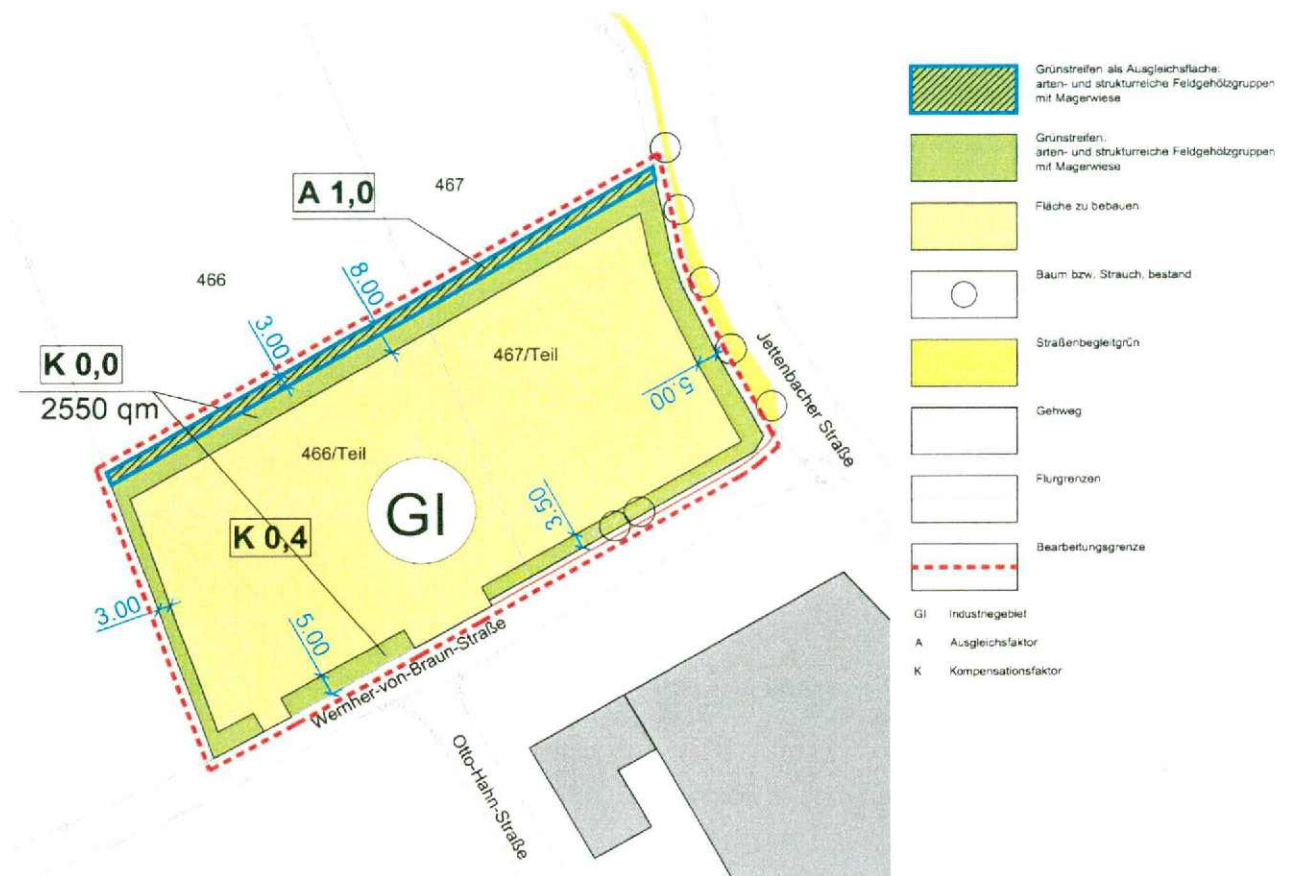 A 1,0
467
466
8.00
3.00
K 0,0
2550 qm
467/Teil
466/Teil
GI
K 0,4
5.00
3.50
3.00
5.00
Jettenbacher Straße
Wernher-von-Braun-Straße
Otto-Hahn-Straße
Grünstreifen als Ausgleichsfläche:
arten- und strukturreiche Feldgehölzgruppen
mit Magerwiese
Grünstreifen:
arten- und strukturreiche Feldgehölzgruppen
mit Magerwiese
Fläche zu bebauen
Baum bzw. Strauch, bestand
Straßenbegleitgrün
Gehweg
Flurgrenzen
Bearbeitungsgrenze
GI Industriegebiet
A Ausgleichsfaktor
K Kompensationsfaktor